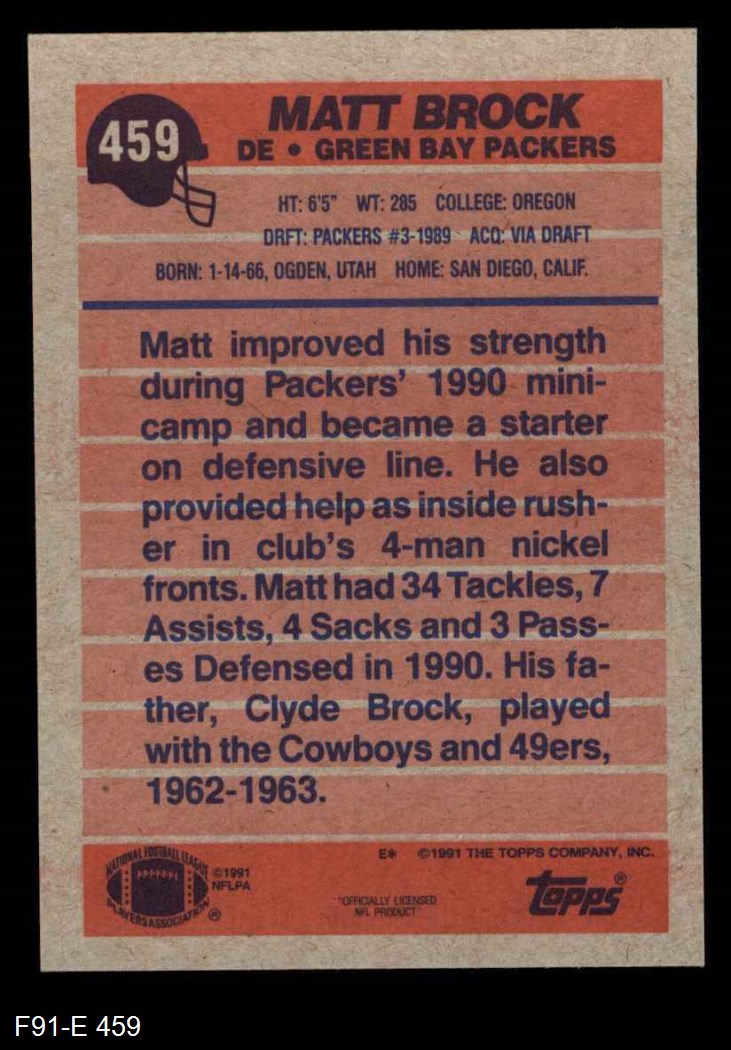 459
MATT BROCK
DE • GREEN BAY PACKERS
HT: 6'5" WT: 285 COLLEGE: OREGON
DRFT: PACKERS #3-1989 ACQ: VIA DRAFT
BORN: 1-14-66, OGDEN, UTAH HOME: SAN DIEGO, CALIF.
Matt improved his strength
during Packers' 1990 mini-
camp and became a starter
on defensive line. He also
provided help as inside rush-
er in club's 4-man nickel
fronts. Matt had 34 Tackles, 7
Assists, 4 Sacks and 3 Pass-
es Defensed in 1990. His fa-
ther, Clyde Brock, played
with the Cowboys and 49ers,
1962-1963.
E* ©1991 THE TOPPS COMPANY, INC.
NATIONAL FOOTBALL LEAGUE
PLAYERS ASSOCIATION ®
©1991
NFLPA
"OFFICIALLY LICENSED
NFL PRODUCT"
topps ®
F91-E 459